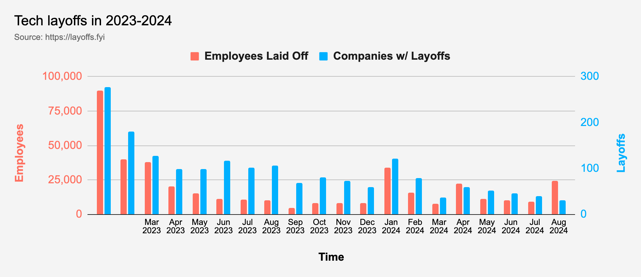 Tech layoffs in 2023-2024
Source: https://layoffs.fyi
Employees Laid Off Companies w/ Layoffs
100,000
75,000
50,000
25,000
0
Employees
300
200
100
0
Layoffs
Mar Apr May Jun Jul Aug Sep Oct Nov Dec Jan Feb Mar Apr May Jun Jul Aug
2023 2023 2023 2023 2023 2023 2023 2023 2023 2023 2024 2024 2024 2024 2024 2024 2024 2024
Time